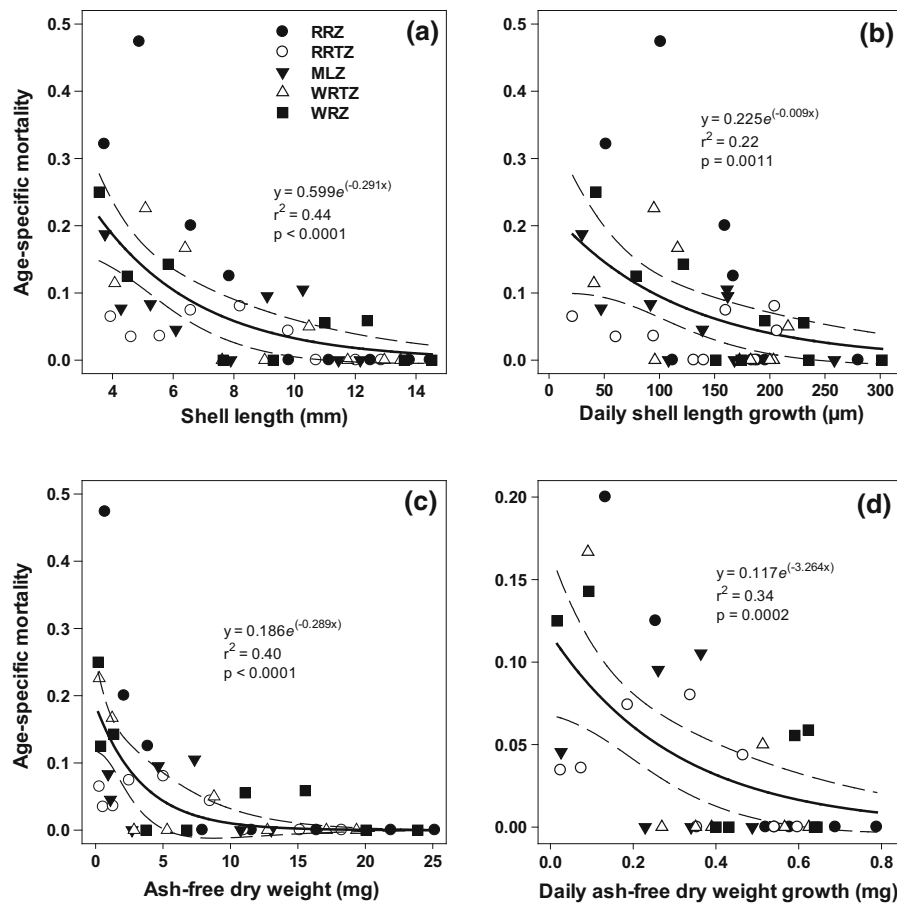 (a)
RRZ
RRTZ
MLZ
WRTZ
WRZ
y = 0.599e(-0.291x)
r2 = 0.44
p < 0.0001
0.5
0.4
0.3
0.2
0.1
0.0
Age-specific mortality
4 6 8 10 12 14
Shell length (mm)
(b)
y = 0.225e(-0.009x)
r2 = 0.22
p = 0.0011
0.5
0.4
0.3
0.2
0.1
0.0
0 50 100 150 200 250 300
Daily shell length growth (µm)
(c)
y = 0.186e(-0.289x)
r2 = 0.40
p < 0.0001
0.5
0.4
0.3
0.2
0.1
0.0
Age-specific mortality
0 5 10 15 20 25
Ash-free dry weight (mg)
(d)
y = 0.117e(-3.264x)
r2 = 0.34
p = 0.0002
0.20
0.15
0.10
0.05
0.00
0.0 0.2 0.4 0.6 0.8
Daily ash-free dry weight growth (mg)